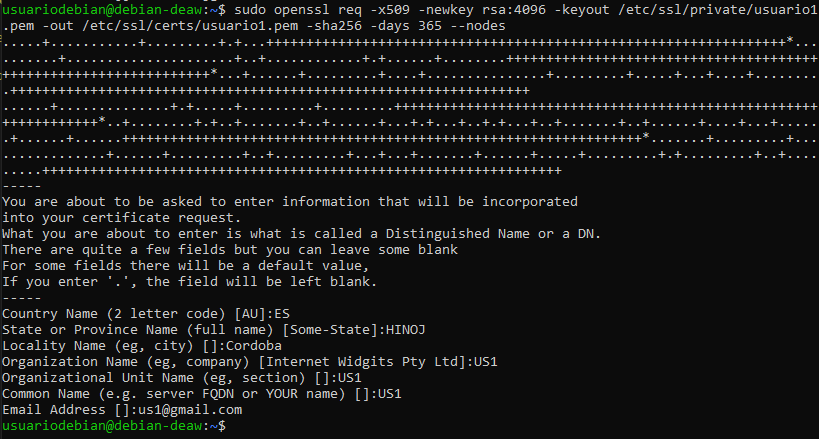 usuariodebian@debian-deaw:~$ sudo openssl req -x509 -newkey rsa:4096 -keyout /etc/ssl/private/usuario1
.pem -out /etc/ssl/certs/usuario1.pem -sha256 -days 365 --nodes
-----
You are about to be asked to enter information that will be incorporated
into your certificate request.
What you are about to enter is what is called a Distinguished Name or a DN.
There are quite a few fields but you can leave some blank
For some fields there will be a default value,
If you enter '.', the field will be left blank.
-----
Country Name (2 letter code) [AU]:ES
State or Province Name (full name) [Some-State]:HINOJ
Locality Name (eg, city) []:Cordoba
Organization Name (eg, company) [Internet Widgits Pty Ltd]:US1
Organizational Unit Name (eg, section) []:US1
Common Name (e.g. server FQDN or YOUR name) []:US1
Email Address []:us1@gmail.com
usuariodebian@debian-deaw:~$